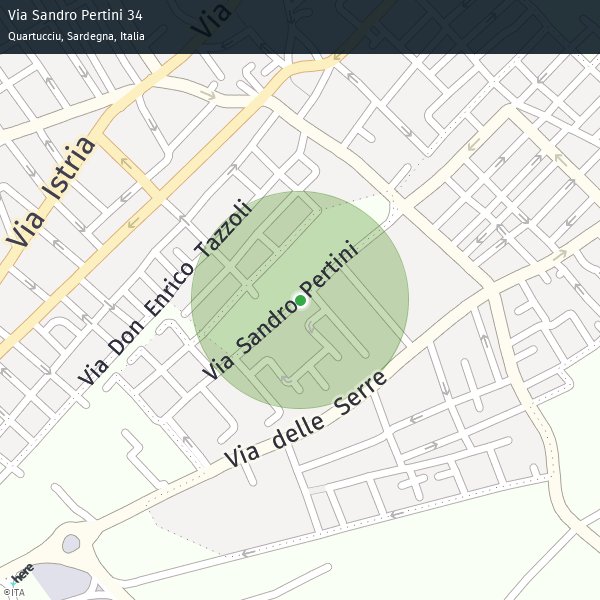 Via Sandro Pertini 34
Quartucciu, Sardegna, Italia
Via
Via Istria
Via Don Enrico Tazzoli
Via Sandro Pertini
Via delle Serre
here
©ITA